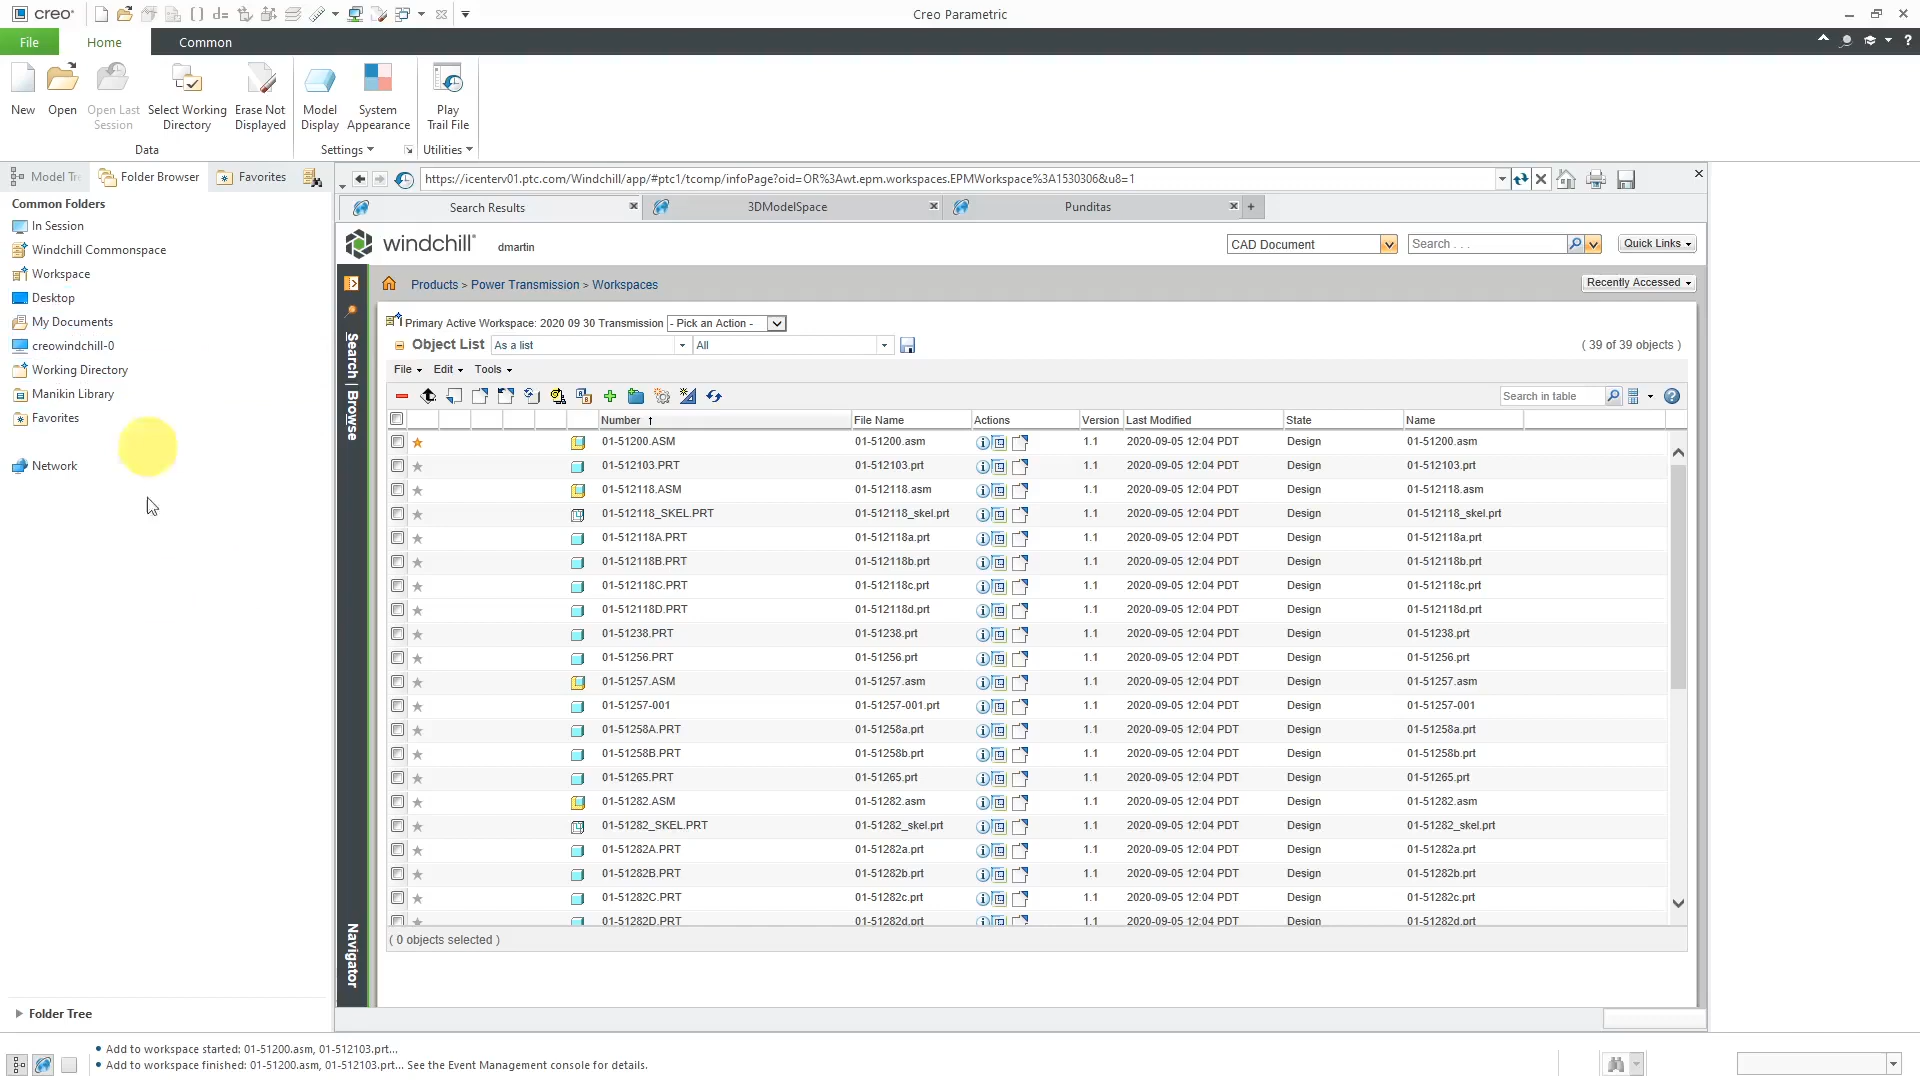 creo
Creo Parametric
File
Home
Common
New
Open
Open Last Session
Select Working Directory
Erase Not Displayed
Model Display
System Appearance
Play Trail File
Data
Settings
Utilities
Model Tr
Folder Browser
Favorites
https://icenterv01.ptc.com/Windchill/app/#ptc1/tcomp/infoPage?oid=OR%3Awt.epm.workspaces.EPMWorkspace%3A1530306&u8=1
Common Folders
In Session
Windchill Commonspace
Workspace
Desktop
My Documents
creowindchill-0
Working Directory
Manikin Library
Favorites
Network
Folder Tree
Search Results
3DModelSpace
Punditas
windchill
dmartin
CAD Document
Search . . .
Quick Links
Products > Power Transmission > Workspaces
Recently Accessed
Search | Browse
Navigator
Primary Active Workspace: 2020 09 30 Transmission
- Pick an Action -
Object List
As a list
All
( 39 of 39 objects )
File
Edit
Tools
Search in table
Number
File Name
Actions
Version
Last Modified
State
Name
01-51200.ASM 01-51200.asm 1.1 2020-09-05 12:04 PDT Design 01-51200.asm
01-512103.PRT 01-512103.prt 1.1 2020-09-05 12:04 PDT Design 01-512103.prt
01-512118.ASM 01-512118.asm 1.1 2020-09-05 12:04 PDT Design 01-512118.asm
01-512118_SKEL.PRT 01-512118_skel.prt 1.1 2020-09-05 12:04 PDT Design 01-512118_skel.prt
01-512118A.PRT 01-512118a.prt 1.1 2020-09-05 12:04 PDT Design 01-512118a.prt
01-512118B.PRT 01-512118b.prt 1.1 2020-09-05 12:04 PDT Design 01-512118b.prt
01-512118C.PRT 01-512118c.prt 1.1 2020-09-05 12:04 PDT Design 01-512118c.prt
01-512118D.PRT 01-512118d.prt 1.1 2020-09-05 12:04 PDT Design 01-512118d.prt
01-51238.PRT 01-51238.prt 1.1 2020-09-05 12:04 PDT Design 01-51238.prt
01-51256.PRT 01-51256.prt 1.1 2020-09-05 12:04 PDT Design 01-51256.prt
01-51257.ASM 01-51257.asm 1.1 2020-09-05 12:04 PDT Design 01-51257.asm
01-51257-001 01-51257-001.prt 1.1 2020-09-05 12:04 PDT Design 01-51257-001
01-51258A.PRT 01-51258a.prt 1.1 2020-09-05 12:04 PDT Design 01-51258a.prt
01-51258B.PRT 01-51258b.prt 1.1 2020-09-05 12:04 PDT Design 01-51258b.prt
01-51265.PRT 01-51265.prt 1.1 2020-09-05 12:04 PDT Design 01-51265.prt
01-51282.ASM 01-51282.asm 1.1 2020-09-05 12:04 PDT Design 01-51282.asm
01-51282_SKEL.PRT 01-51282_skel.prt 1.1 2020-09-05 12:04 PDT Design 01-51282_skel.prt
01-51282A.PRT 01-51282a.prt 1.1 2020-09-05 12:04 PDT Design 01-51282a.prt
01-51282B.PRT 01-51282b.prt 1.1 2020-09-05 12:04 PDT Design 01-51282b.prt
01-51282C.PRT 01-51282c.prt 1.1 2020-09-05 12:04 PDT Design 01-51282c.prt
01-51282D.PRT 01-51282d.prt 1.1 2020-09-05 12:04 PDT Design 01-51282d.prt
( 0 objects selected )
• Add to workspace started: 01-51200.asm, 01-512103.prt...
• Add to workspace finished: 01-51200.asm, 01-512103.prt... See the Event Management console for details.